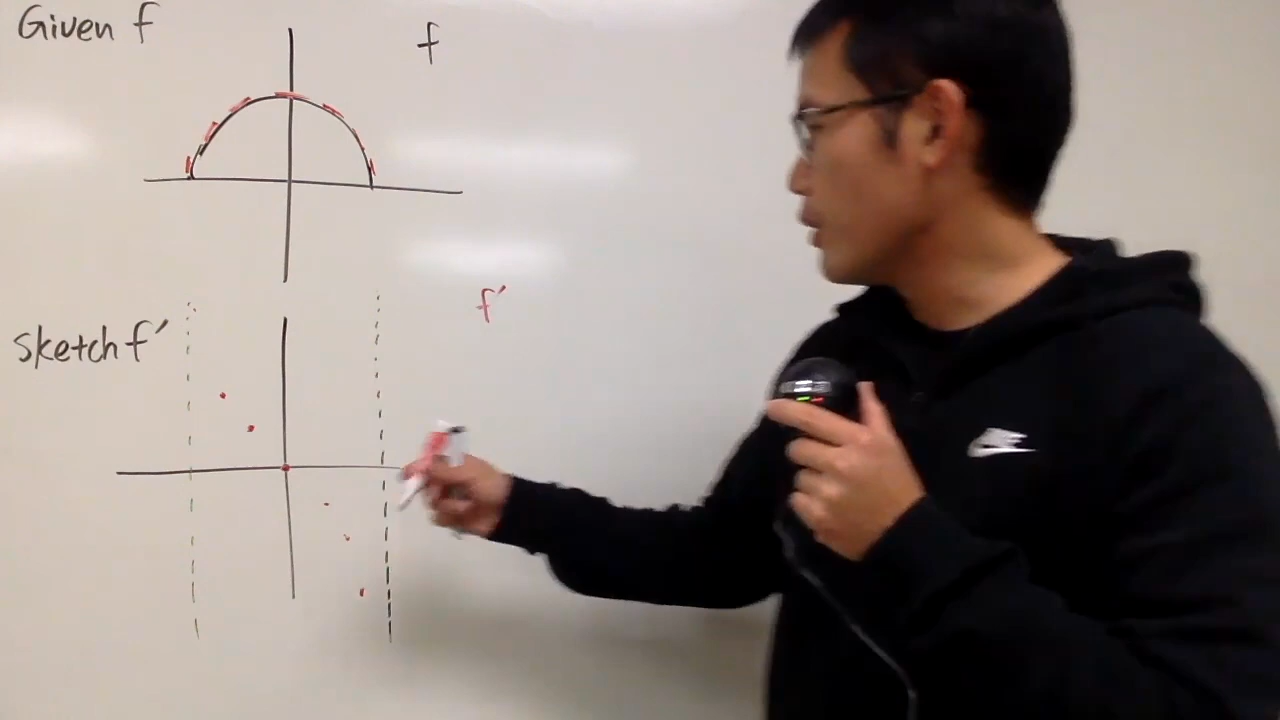 Given f
f
f′
sketch f′